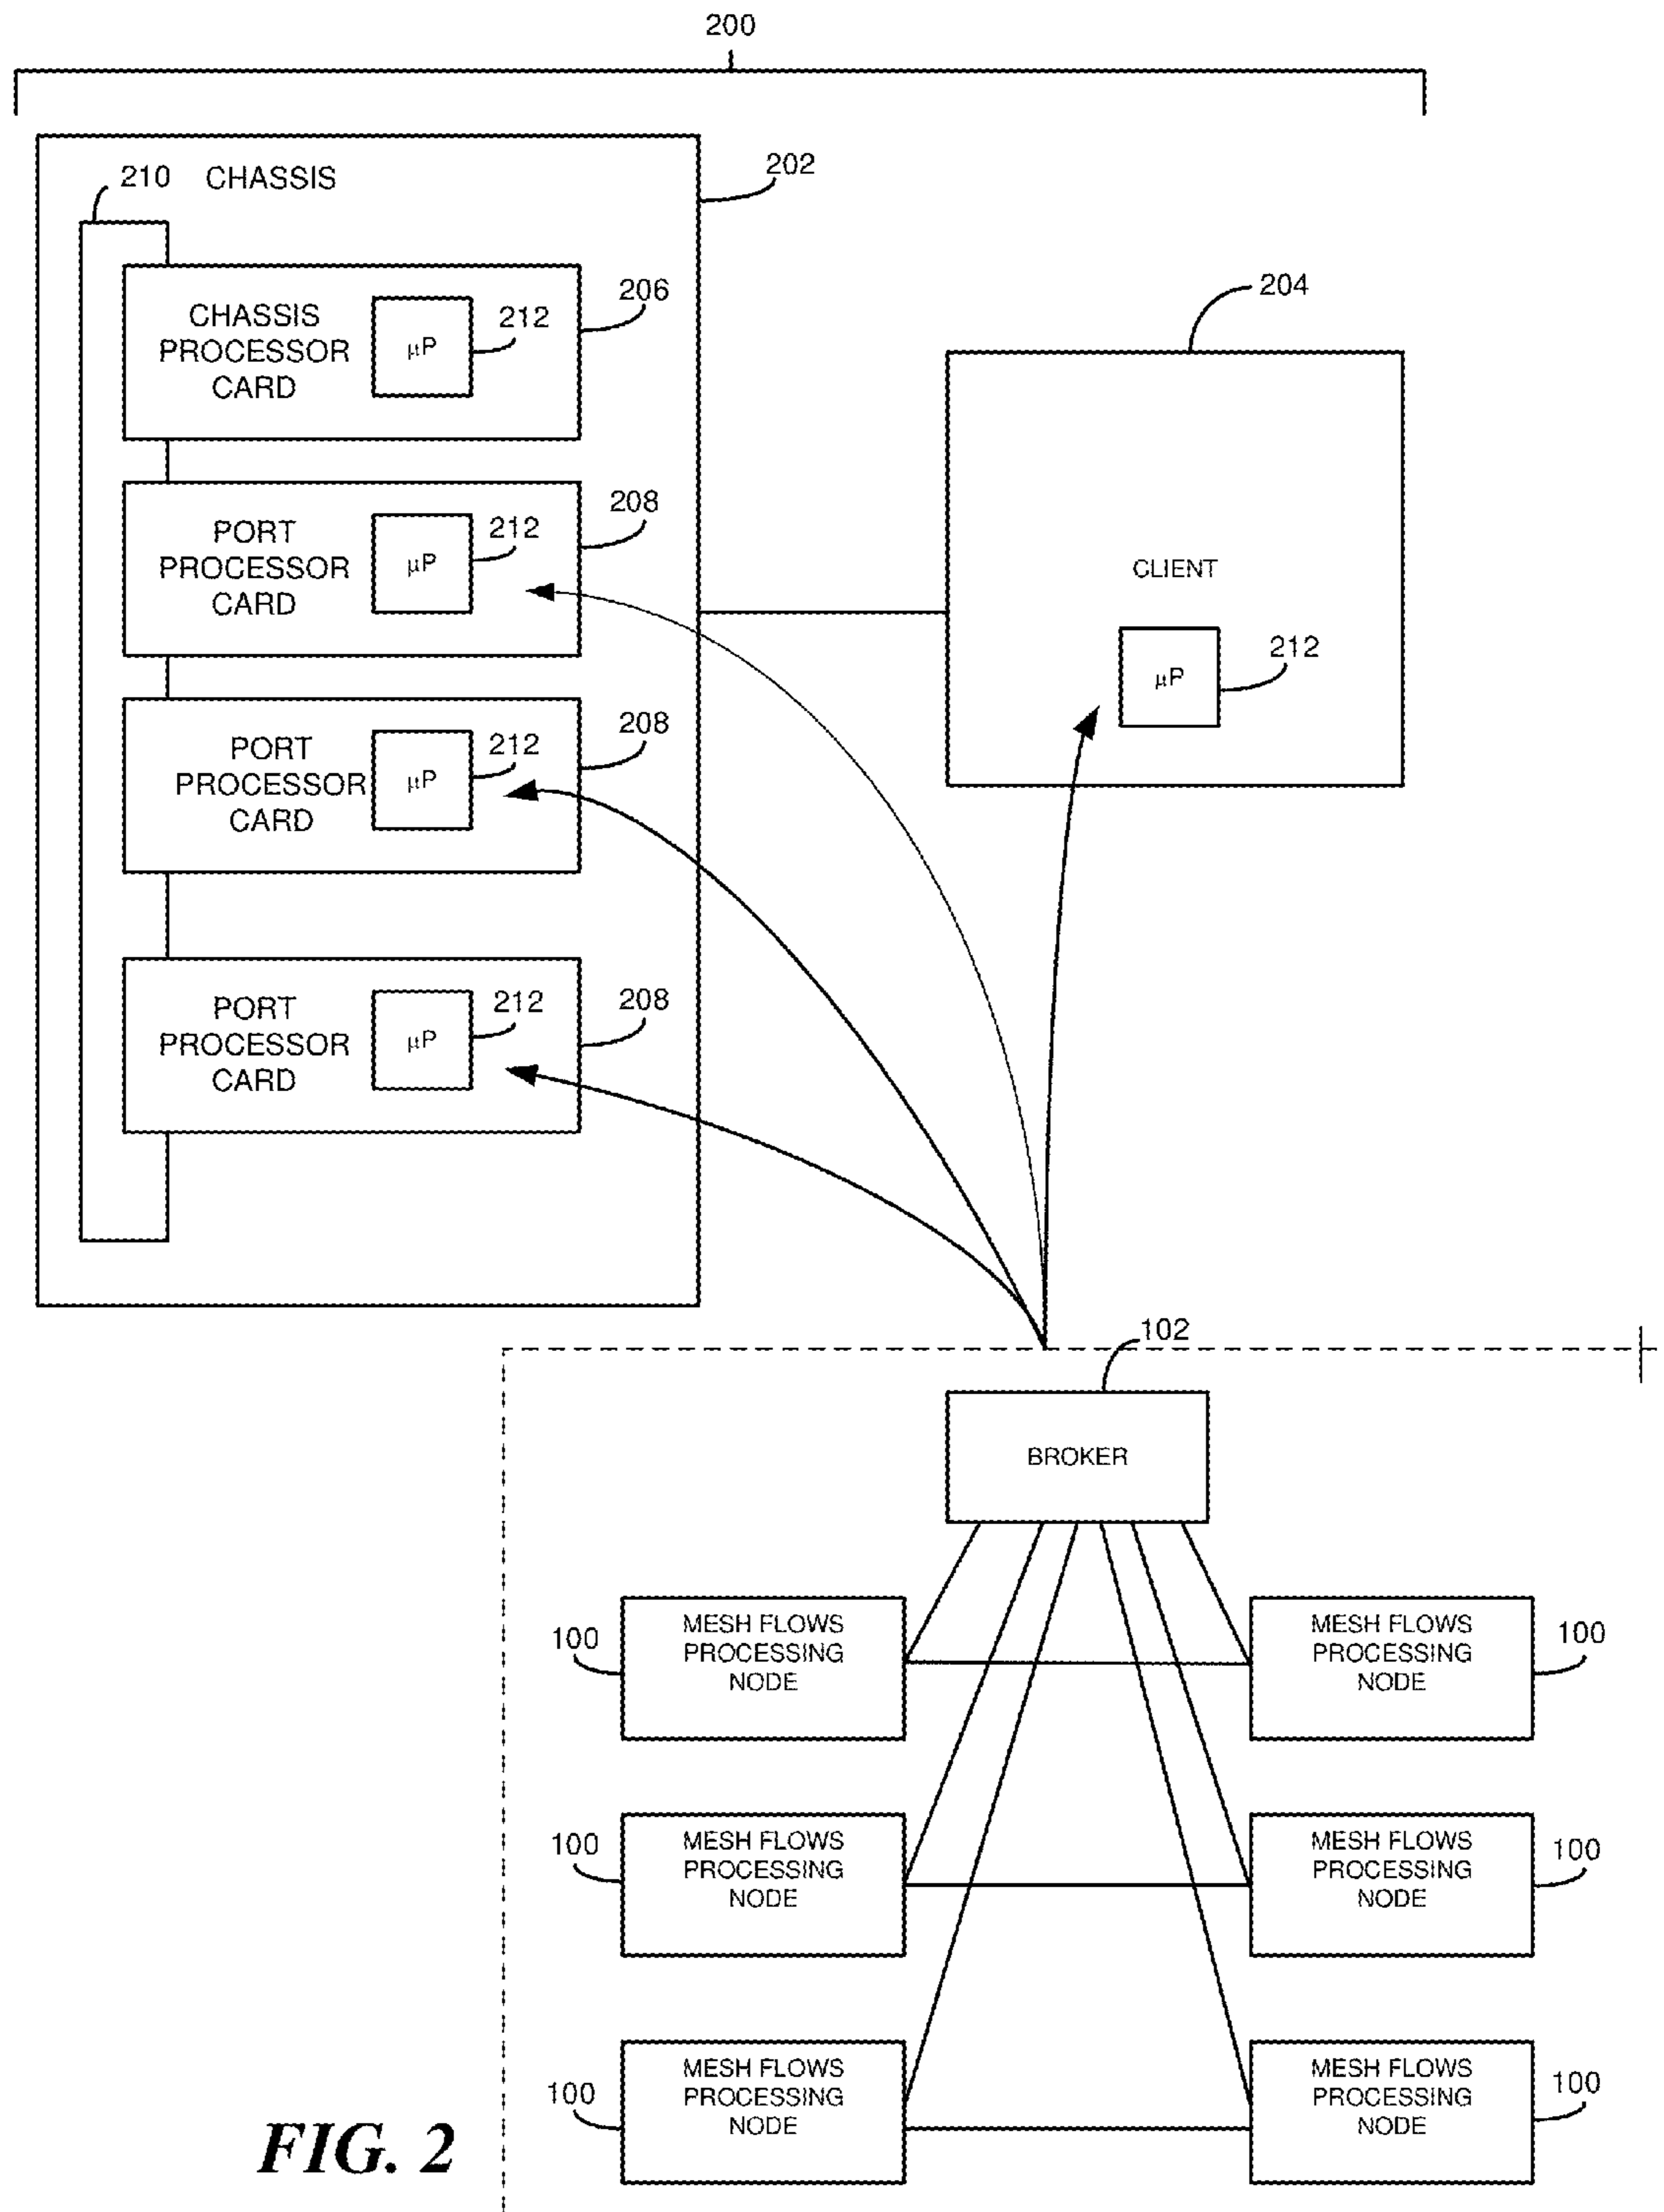 200
202
210 CHASSIS
204
206
CHASSIS
PROCESSOR
CARD
µP
212
208
PORT
PROCESSOR
CARD
µP
212
CLIENT
µP
212
208
PORT
PROCESSOR
CARD
µP
212
208
PORT
PROCESSOR
CARD
µP
212
102
BROKER
100
MESH FLOWS
PROCESSING
NODE
MESH FLOWS
PROCESSING
NODE
100
100
MESH FLOWS
PROCESSING
NODE
MESH FLOWS
PROCESSING
NODE
100
100
MESH FLOWS
PROCESSING
NODE
MESH FLOWS
PROCESSING
NODE
100
FIG. 2